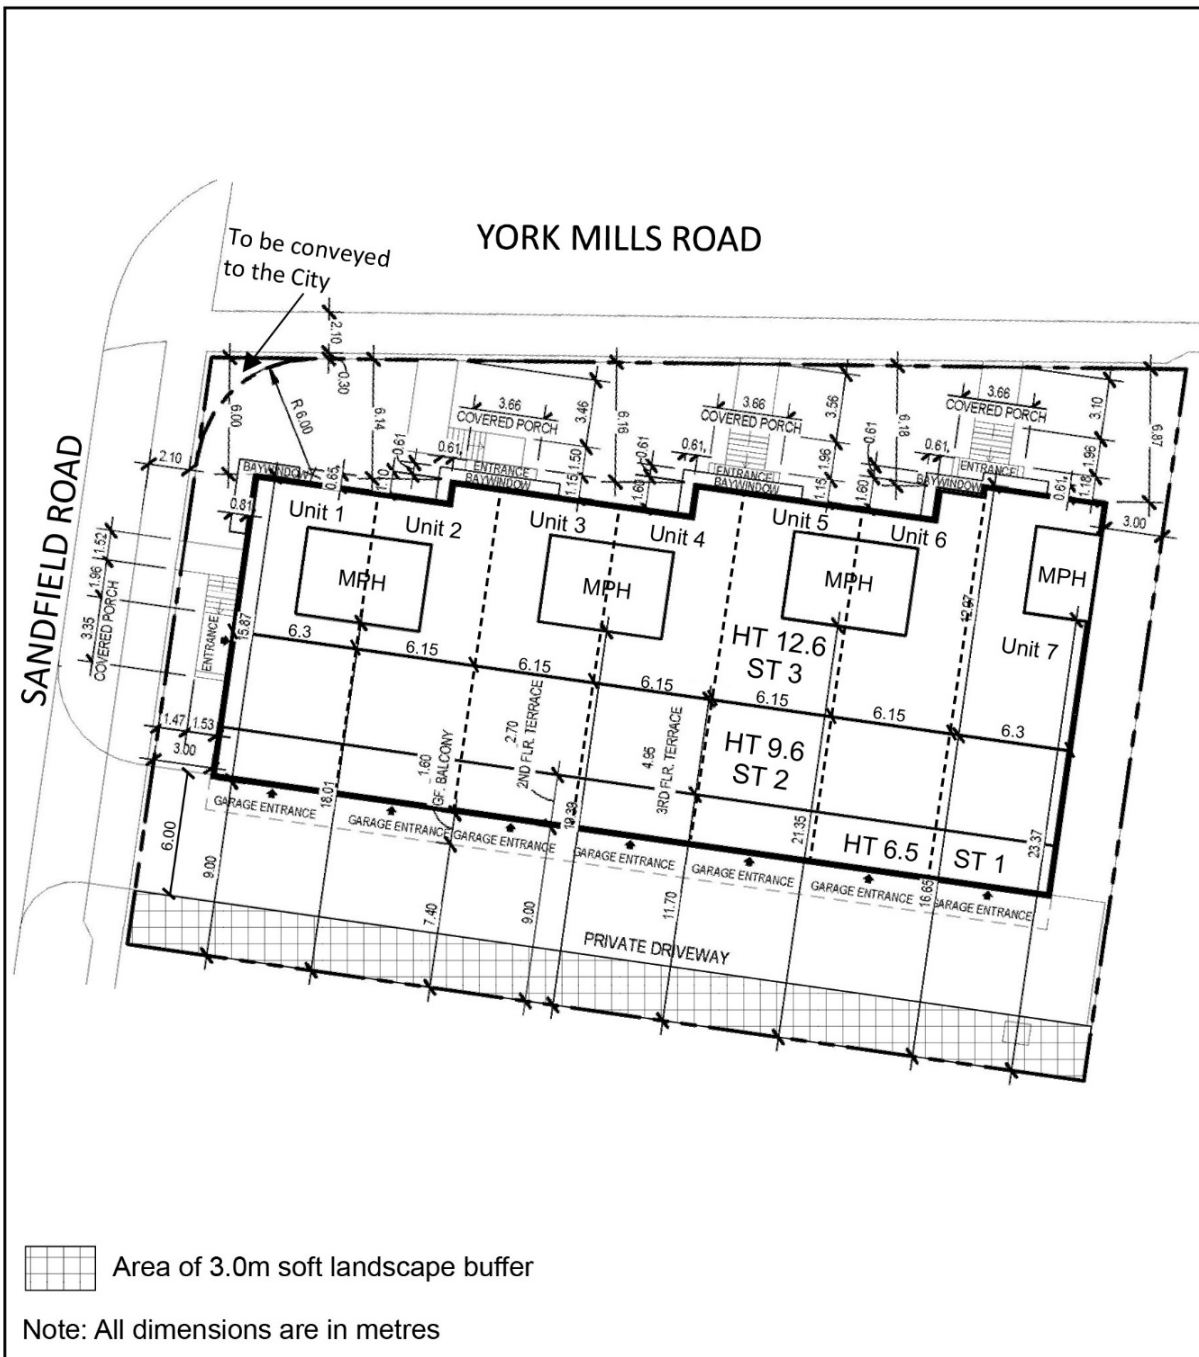 YORK MILLS ROAD
To be conveyed
to the City
SANDFIELD ROAD
2.10
0.30
6.00
R.6.00
6.14
3.66
COVERED PORCH
3.46
6.16
3.66
COVERED PORCH
3.56
6.18
3.66
COVERED PORCH
3.10
6.87
2.10
0.61
0.61
1.50
0.61
0.61
1.96
0.61
0.61
1.96
BAYWINDOW
ENTRANCE
BAYWINDOW
ENTRANCE
BAYWINDOW
ENTRANCE
BAYWINDOW
0.65
1.10
1.15
1.60
1.15
1.60
0.61
1.18
0.81
3.00
Unit 1
Unit 2
Unit 3
Unit 4
Unit 5
Unit 6
Unit 7
MPH
MPH
MPH
MPH
1.52
1.96
3.35
COVERED PORCH
ENTRANCE
15.87
12.97
HT 12.6
ST 3
6.3
6.15
6.15
6.15
6.15
6.15
6.3
1.47
1.53
3.00
1.60
GF. BALCONY
2.70
2ND FLR. TERRACE
4.95
3RD FLR. TERRACE
HT 9.6
ST 2
HT 6.5
ST 1
18.01
21.35
23.37
16.65
GARAGE ENTRANCE
GARAGE ENTRANCE
GARAGE ENTRANCE
GARAGE ENTRANCE
GARAGE ENTRANCE
GARAGE ENTRANCE
GARAGE ENTRANCE
6.00
9.00
7.40
9.00
11.70
PRIVATE DRIVEWAY
Area of 3.0m soft landscape buffer
Note: All dimensions are in metres